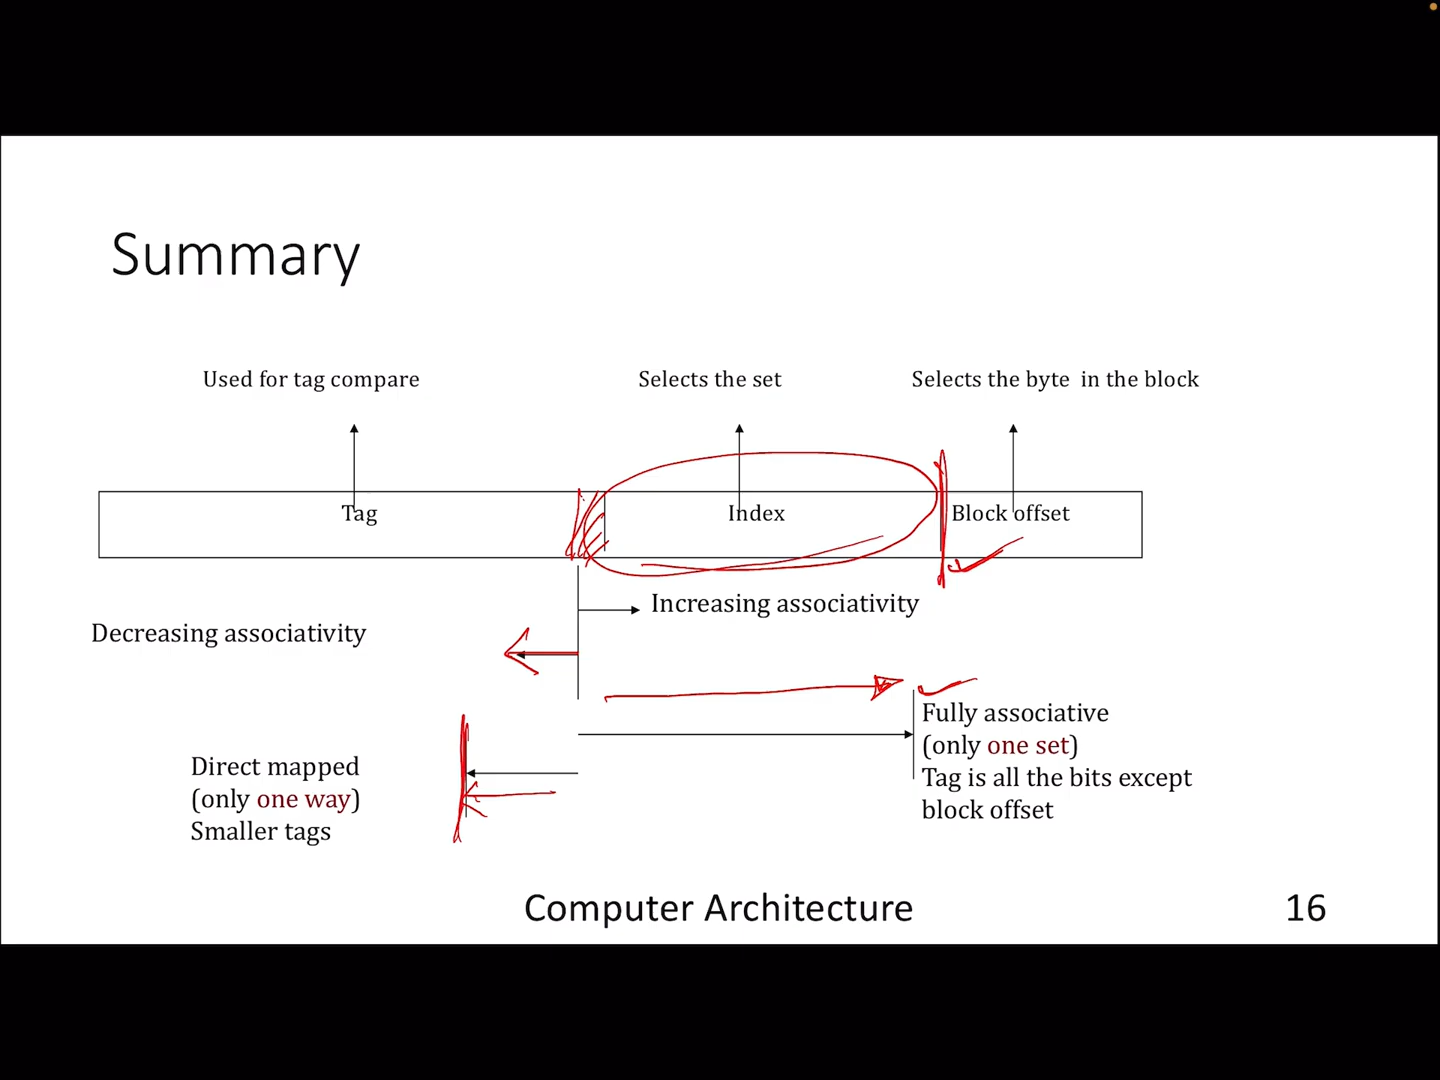 Summary
Used for tag compare
Selects the set
Selects the byte in the block
Tag
Index
Block offset
Increasing associativity
Decreasing associativity
Fully associative
(only one set)
Tag is all the bits except
block offset
Direct mapped
(only one way)
Smaller tags
Computer Architecture
16